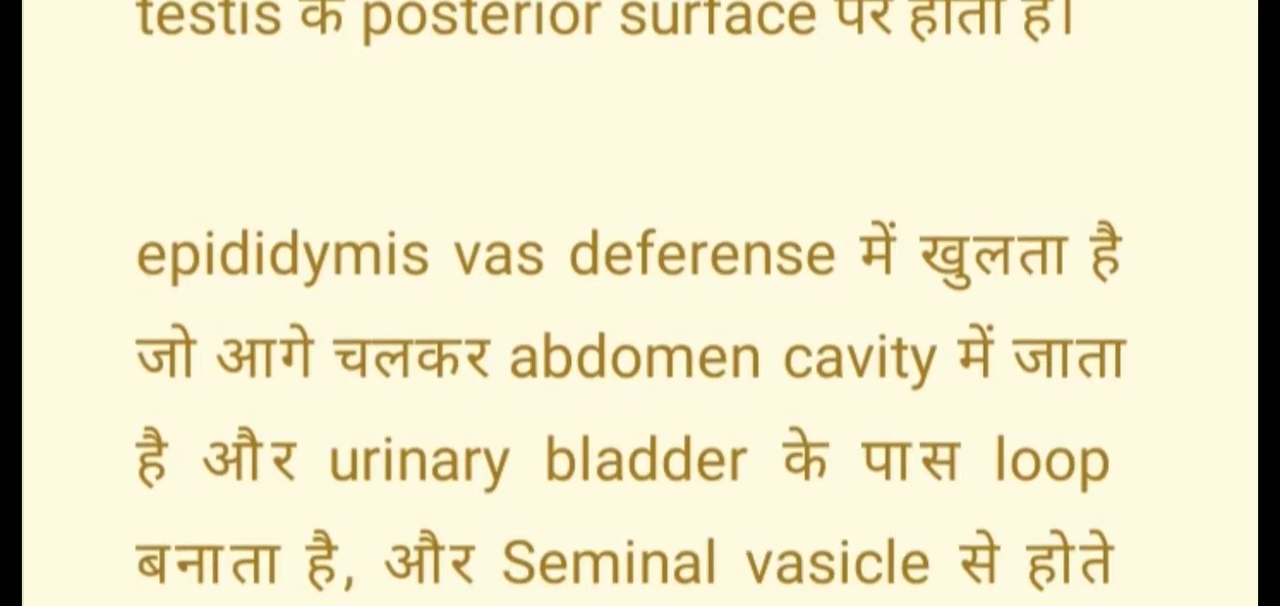 testis के posterior surface पर होता है।
epididymis vas deferense में खुलता है
जो आगे चलकर abdomen cavity में जाता
है और urinary bladder के पास loop
बनाता है, और Seminal vasicle से होते